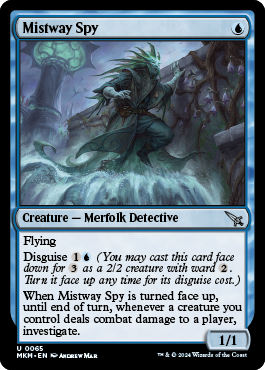 Mistway Spy
Creature — Merfolk Detective
Flying
Disguise 1 (You may cast this card face
down for 3 as a 2/2 creature with ward 2.
Turn it face up any time for its disguise cost.)
When Mistway Spy is turned face up,
until end of turn, whenever a creature you
control deals combat damage to a player,
investigate.
1/1
U 0065
MKM • EN Andrew Mar
™ & © 2024 Wizards of the Coast